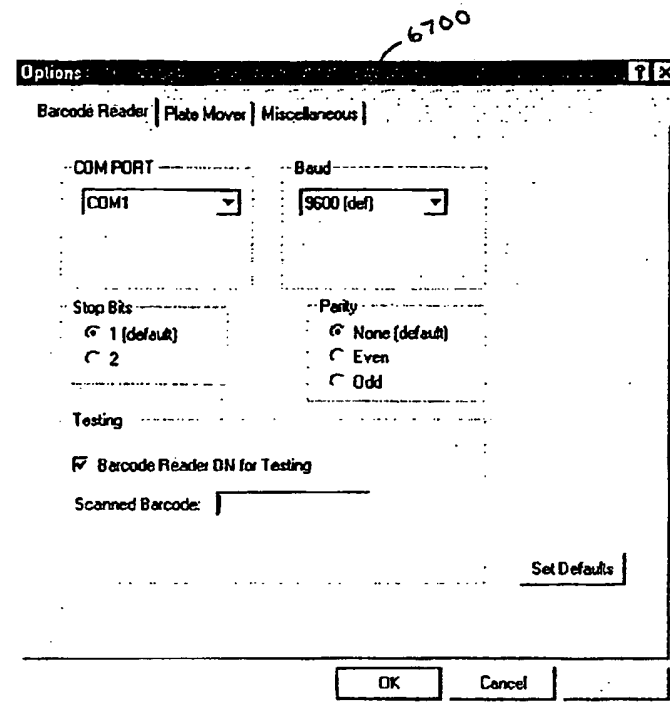 6700
Options
Barcode Reader Plate Mover Miscellaneous
COM PORT Baud
COM1 9600 (def)
Stop Bits Parity
1 (default) None (default)
2 Even
Odd
Testing
Barcode Reader ON for Testing
Scanned Barcode:
Set Defaults
OK Cancel